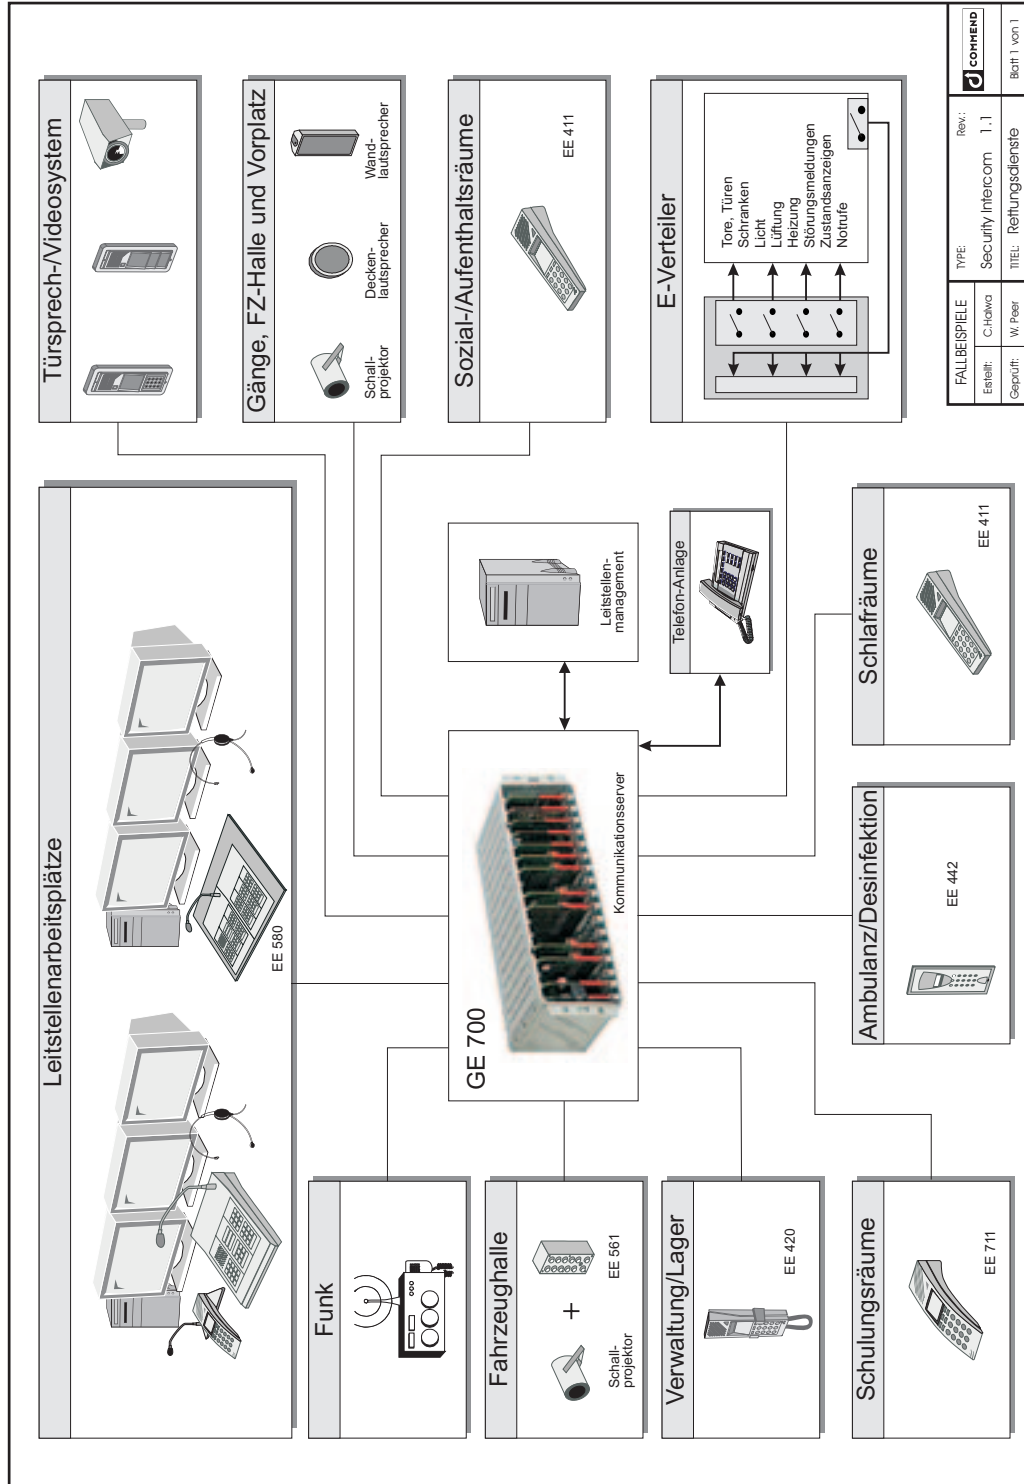 Leitstellenarbeitsplätze
EE 580
Türsprech-/Videosystem
Funk
Gänge, FZ-Halle und Vorplatz
Schall-
projektor
Decken-
lautsprecher
Wand-
lautsprecher
Fahrzeughalle
Schall-
projektor
+
EE 561
GE 700
Kommunikationsserver
Leitstellen-
management
Sozial-/Aufenthaltsräume
EE 411
Verwaltung/Lager
EE 420
Telefon-Anlage
E-Verteiler
Tore, Türen
Schranken
Licht
Lüftung
Heizung
Störungsmeldungen
Zustandsanzeigen
Notrufe
Schulungsräume
EE 711
Ambulanz/Desinfektion
EE 442
Schlafräume
EE 411
FALLBEISPIELE
Erstellt: C.Halwa
Geprüft: W. Peer
TYPE: Rev.:
Security Intercom 1.1
TITEL: Rettungsdienste
COMMEND
Blatt 1 von 1